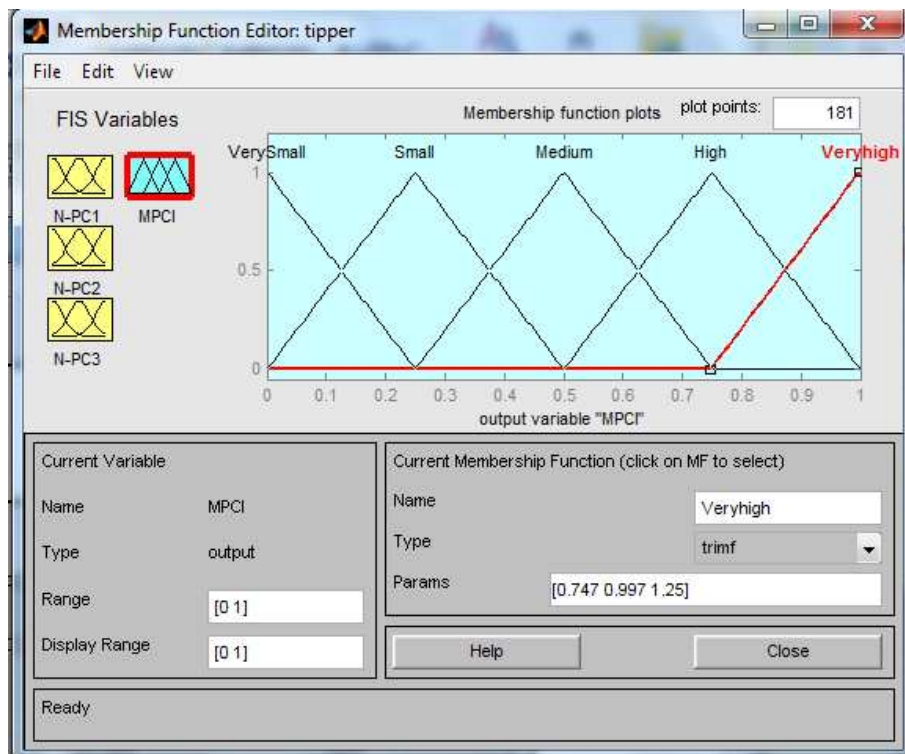 Membership Function Editor: tipper
File Edit View
FIS Variables
Membership function plots plot points: 181
N-PC1 MPCI
N-PC2
N-PC3
VerySmall Small Medium High Veryhigh
1
0.5
0
0 0.1 0.2 0.3 0.4 0.5 0.6 0.7 0.8 0.9 1
output variable "MPCI"
Current Variable
Name MPCI
Type output
Range [0 1]
Display Range [0 1]
Current Membership Function (click on MF to select)
Name Veryhigh
Type trimf
Params [0.747 0.997 1.25]
Help Close
Ready